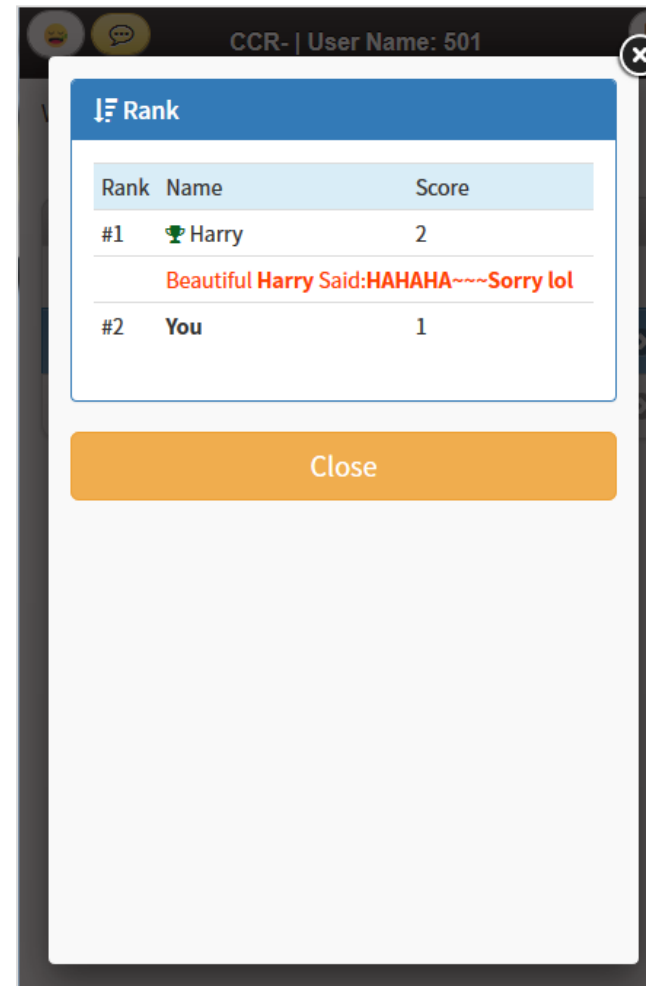 CCR- | User Name: 501
Rank
Rank Name Score
#1 Harry 2
Beautiful Harry Said:HAHAHA~~~Sorry lol
#2 You 1
Close